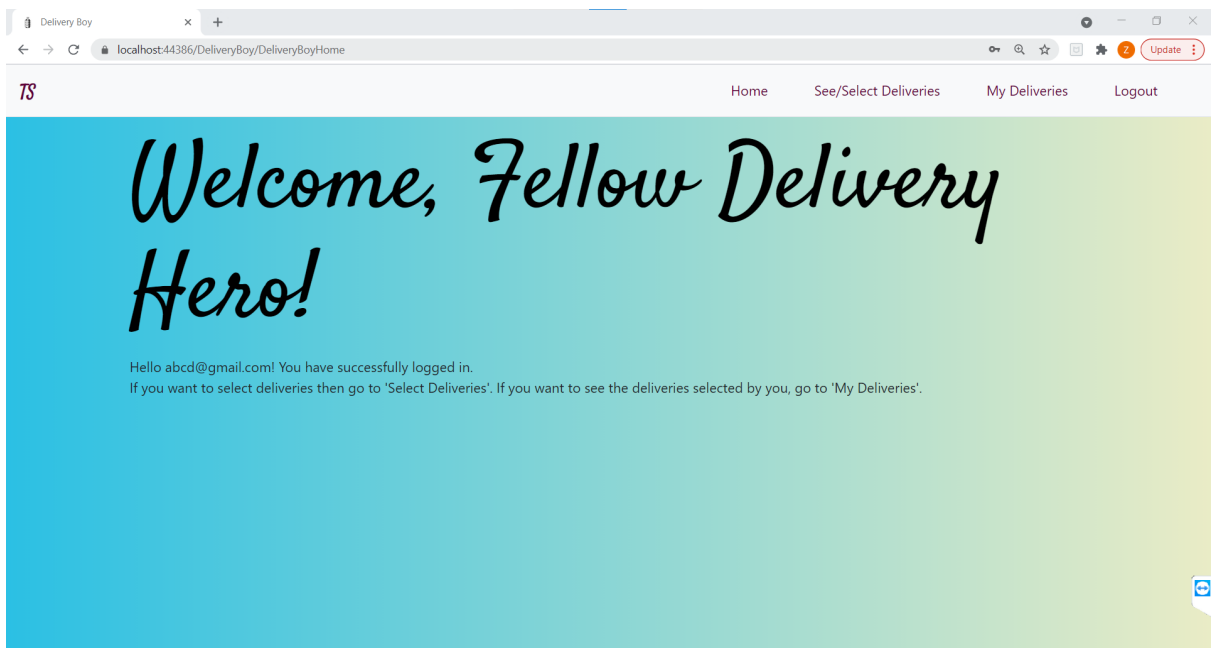 Delivery Boy
localhost:44386/DeliveryBoy/DeliveryBoyHome
Z Update
TS Home See/Select Deliveries My Deliveries Logout
Welcome, Fellow Delivery
Hero!
Hello abcd@gmail.com! You have successfully logged in.
If you want to select deliveries then go to 'Select Deliveries'. If you want to see the deliveries selected by you, go to 'My Deliveries'.